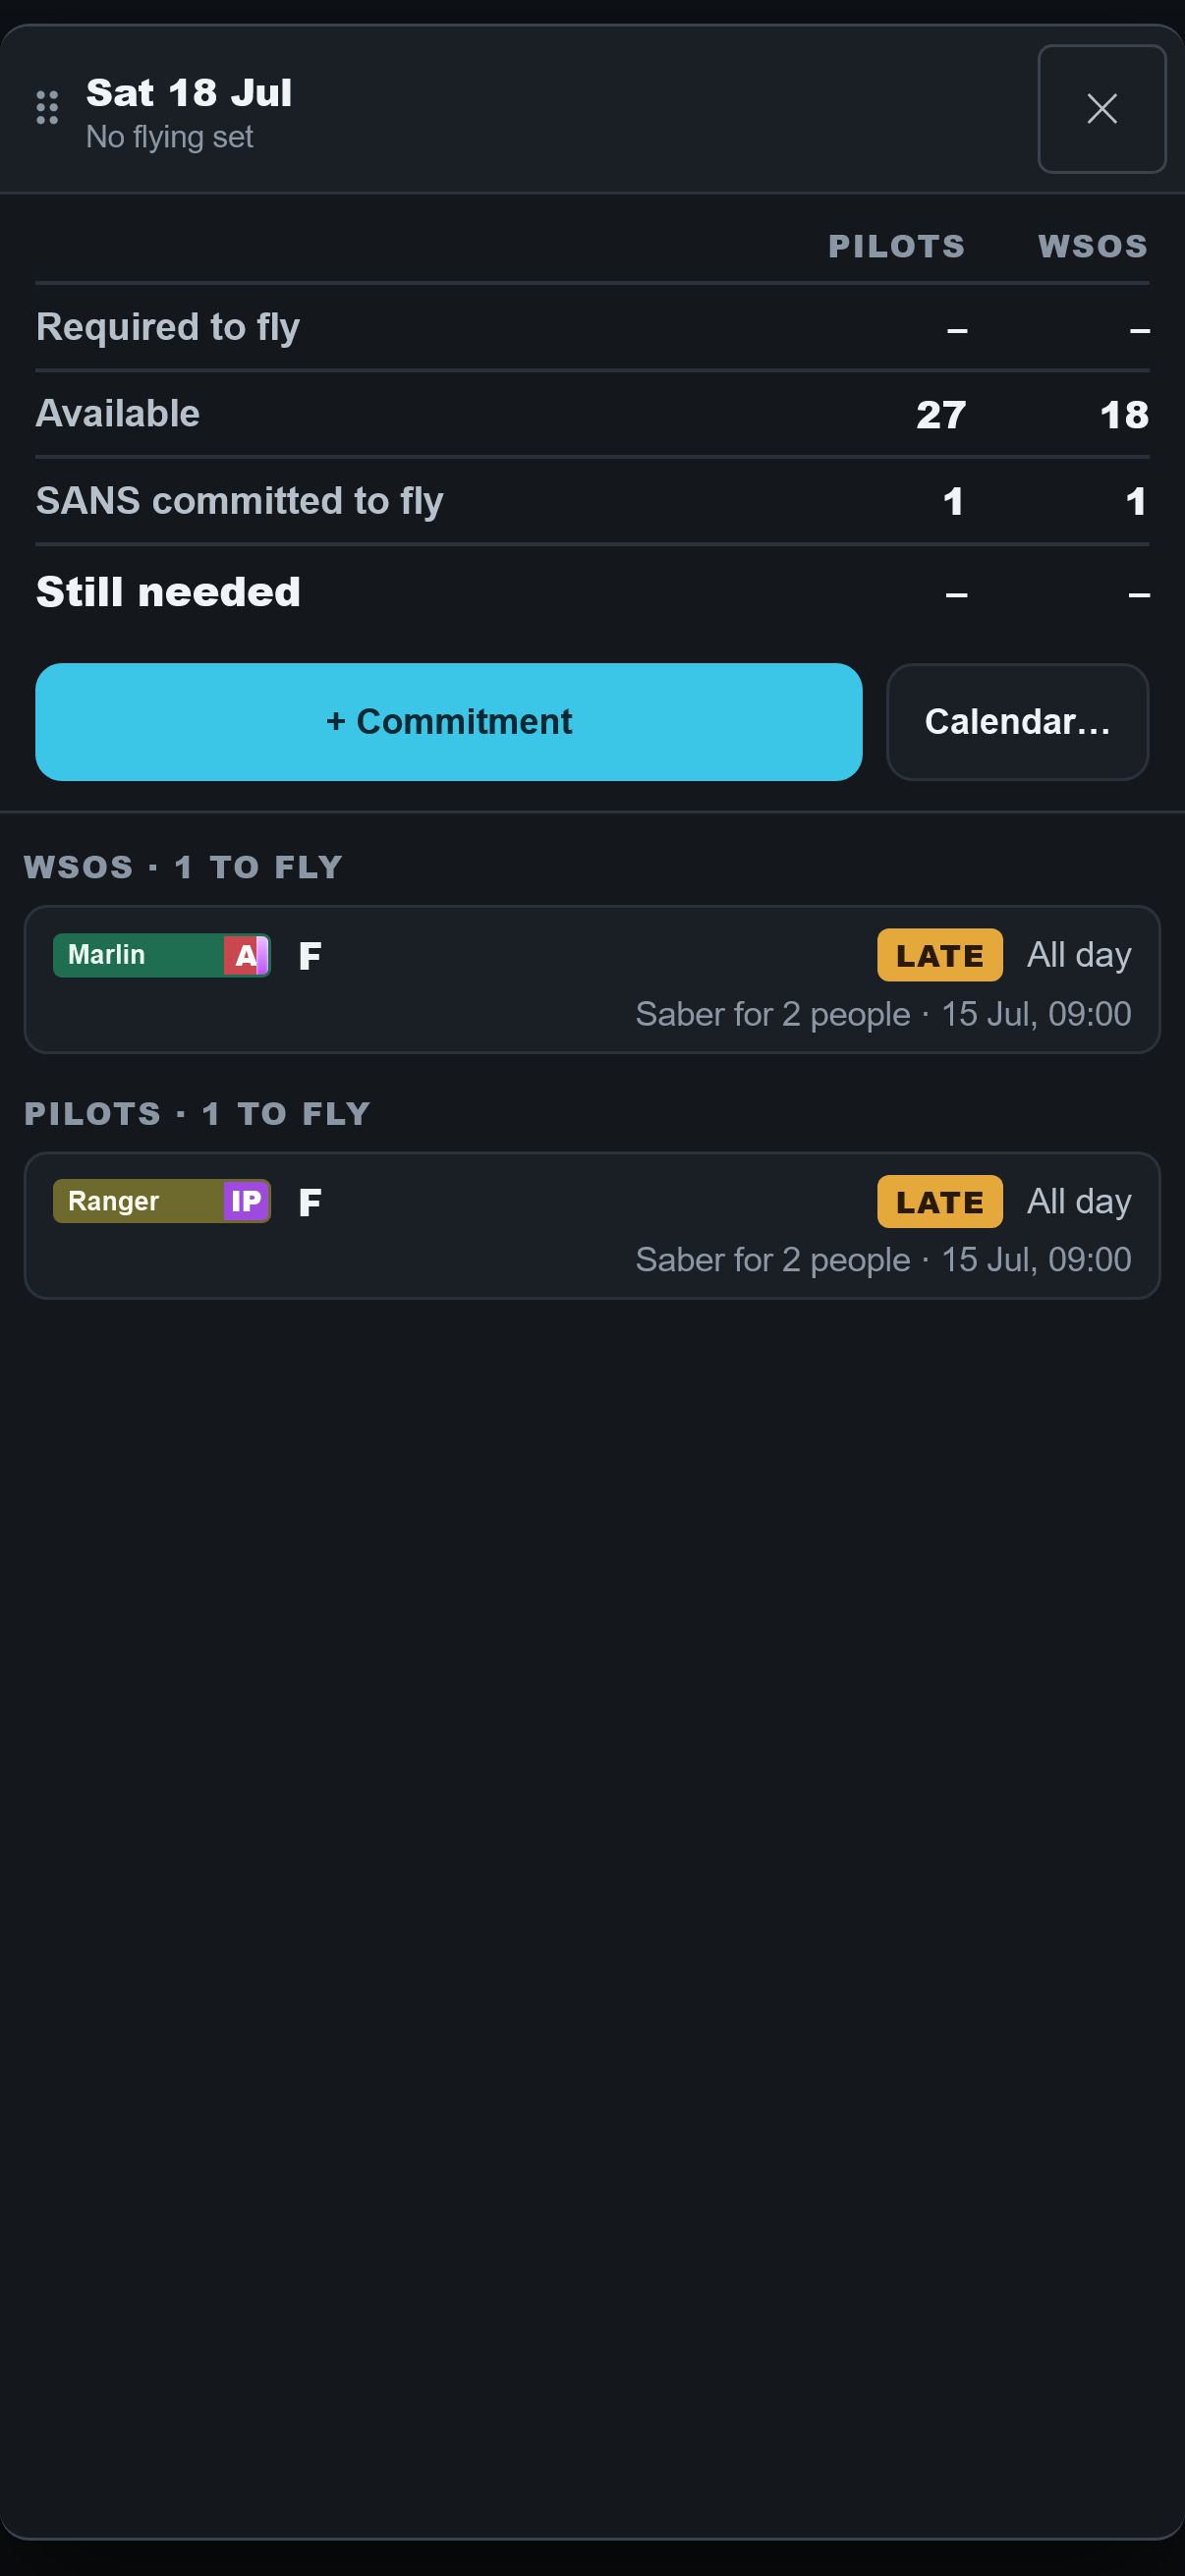 Sat 18 Jul
No flying set
PILOTS WSOS
Required to fly – –
Available 27 18
SANS committed to fly 1 1
Still needed – –
+ Commitment Calendar...
WSOS · 1 TO FLY
Marlin A F LATE All day
Saber for 2 people · 15 Jul, 09:00
PILOTS · 1 TO FLY
Ranger IP F LATE All day
Saber for 2 people · 15 Jul, 09:00